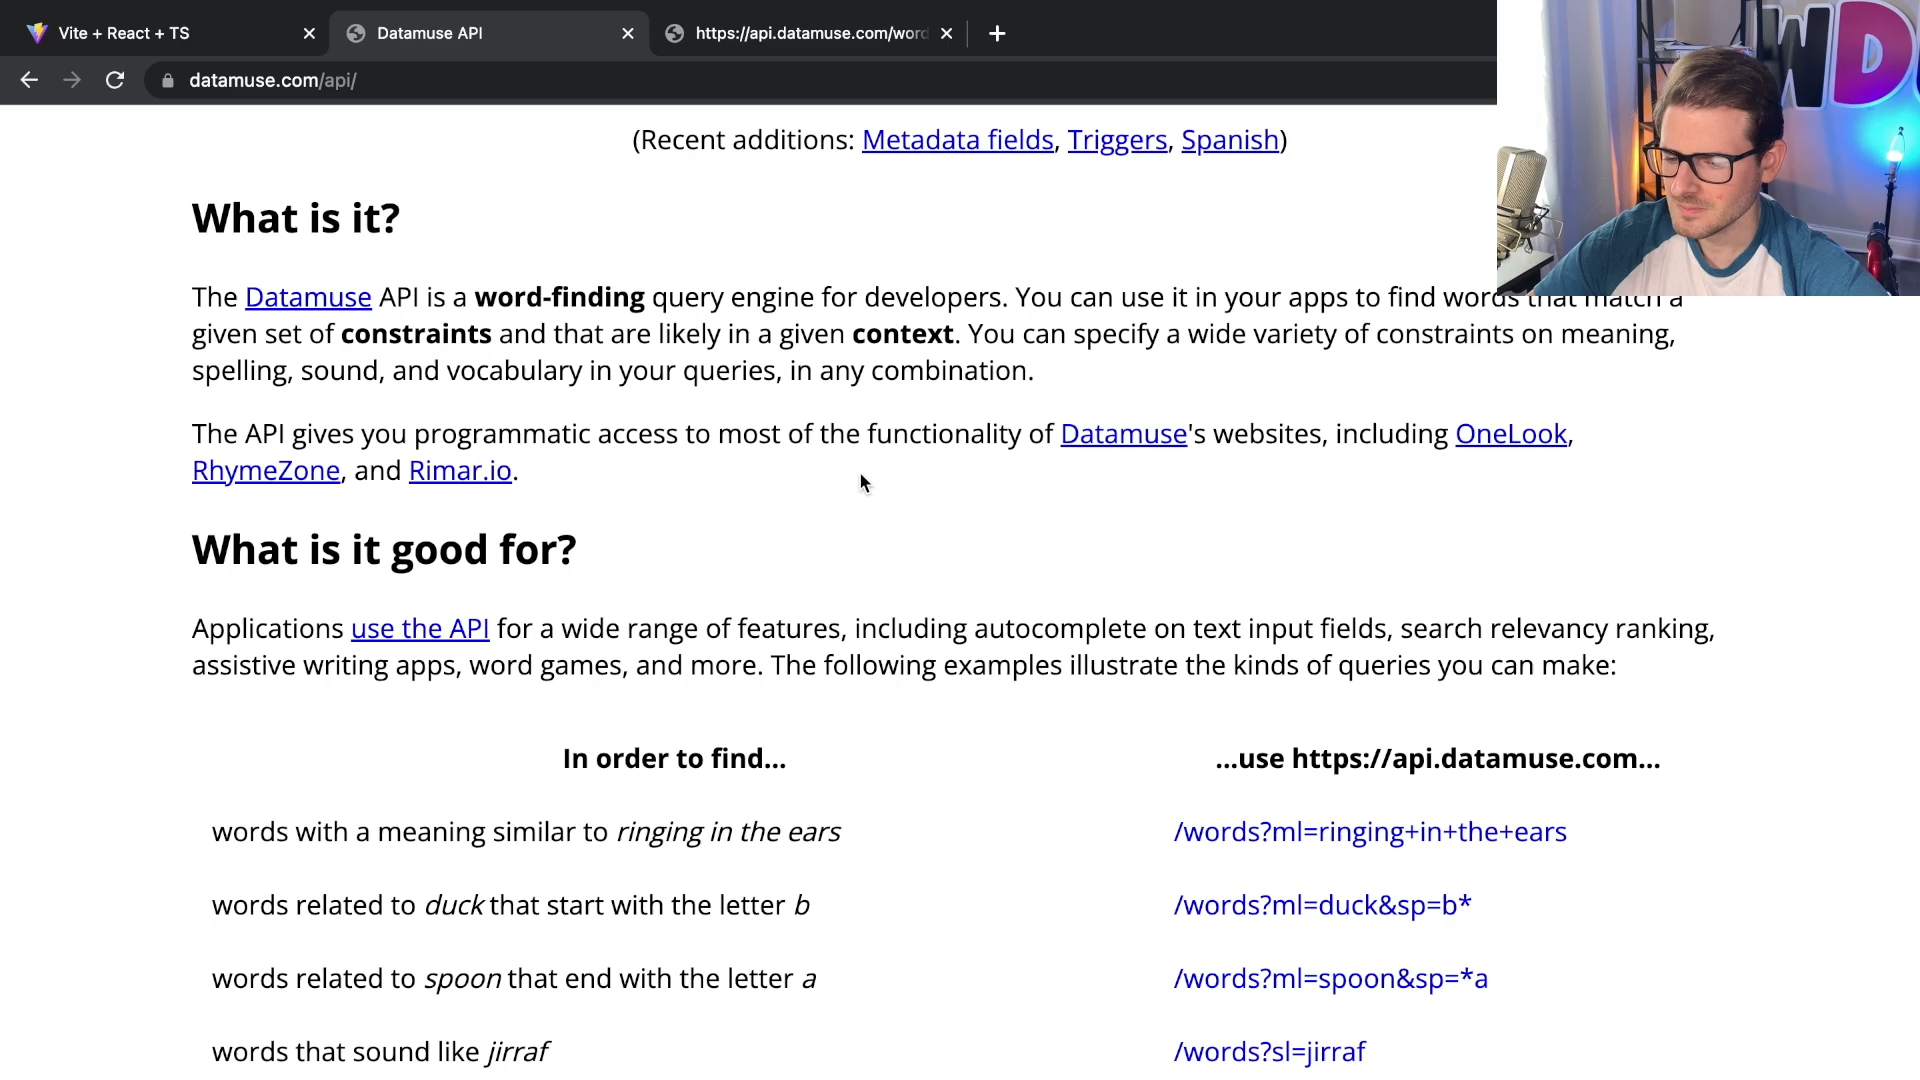 Vite + React + TS
Datamuse API
https://api.datamuse.com/word
datamuse.com/api/
(Recent additions: Metadata fields, Triggers, Spanish)
What is it?
The Datamuse API is a word-finding query engine for developers. You can use it in your apps to find words that match a
given set of constraints and that are likely in a given context. You can specify a wide variety of constraints on meaning,
spelling, sound, and vocabulary in your queries, in any combination.
The API gives you programmatic access to most of the functionality of Datamuse's websites, including OneLook,
RhymeZone, and Rimar.io.
What is it good for?
Applications use the API for a wide range of features, including autocomplete on text input fields, search relevancy ranking,
assistive writing apps, word games, and more. The following examples illustrate the kinds of queries you can make:
In order to find... ...use https://api.datamuse.com...
words with a meaning similar to ringing in the ears /words?ml=ringing+in+the+ears
words related to duck that start with the letter b /words?ml=duck&sp=b*
words related to spoon that end with the letter a /words?ml=spoon&sp=*a
words that sound like jirraf /words?sl=jirraf